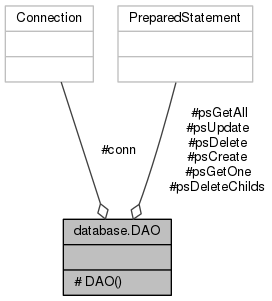 Connection
PreparedStatement
#psGetAll
#psUpdate
#psDelete
#psCreate
#psGetOne
#psDeleteChilds
#conn
database.DAO
# DAO()